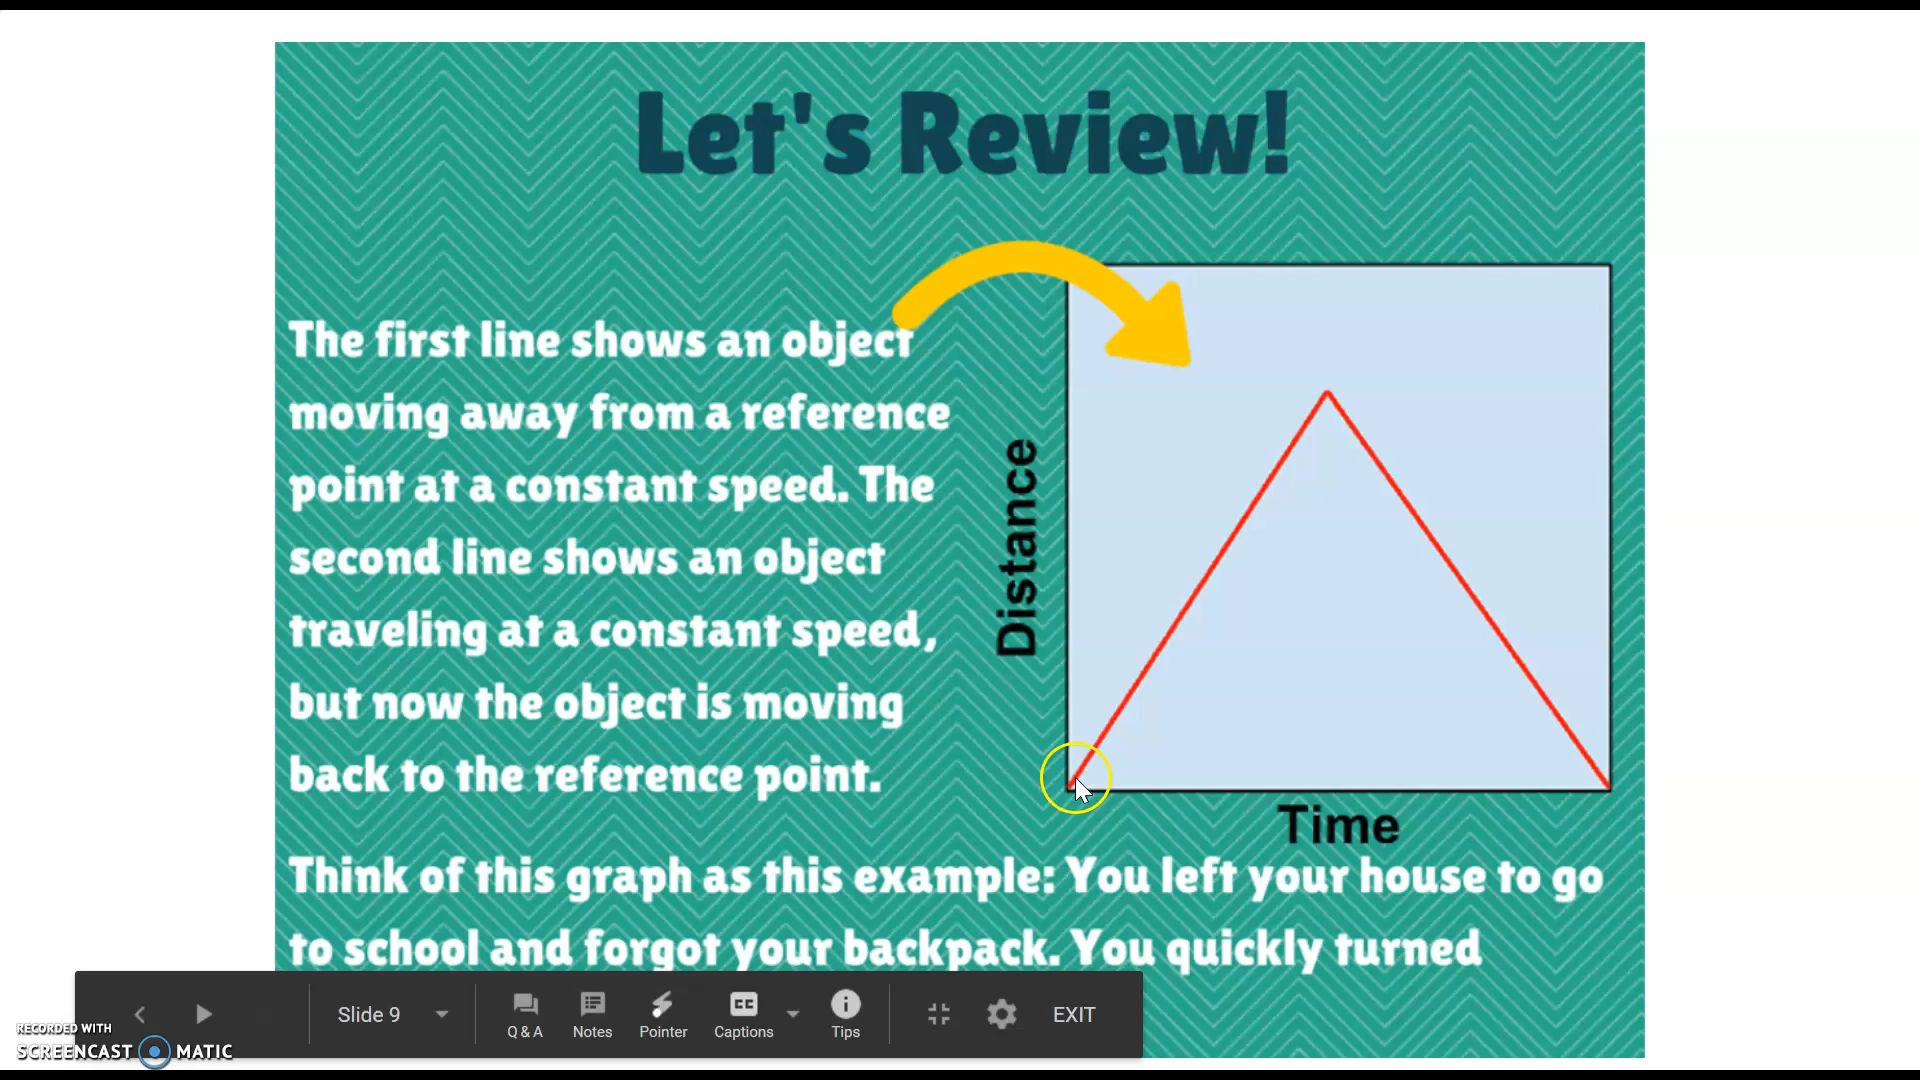 Let's Review!
The first line shows an object
moving away from a reference
point at a constant speed. The
second line shows an object
traveling at a constant speed,
but now the object is moving
back to the reference point.
Distance
Time
Think of this graph as this example: You left your house to go
to school and forgot your backpack. You quickly turned
Slide 9
Q & A
Notes
Pointer
CC
Captions
Tips
EXIT
RECORDED WITH
SCREENCAST MATIC